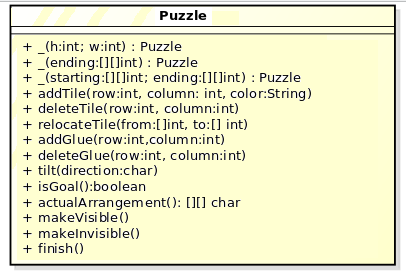 Puzzle
+ _(h:int; w:int) : Puzzle
+ _(ending:[][]int) : Puzzle
+ _(starting:[][]int; ending:[][]int) : Puzzle
+ addTile(row:int, column: int, color:String)
+ deleteTile(row:int, column:int)
+ relocateTile(from:[]int, to:[] int)
+ addGlue(row:int,column:int)
+ deleteGlue(row:int, column:int)
+ tilt(direction:char)
+ isGoal():boolean
+ actualArrangement(): [][] char
+ makeVisible()
+ makeInvisible()
+ finish()